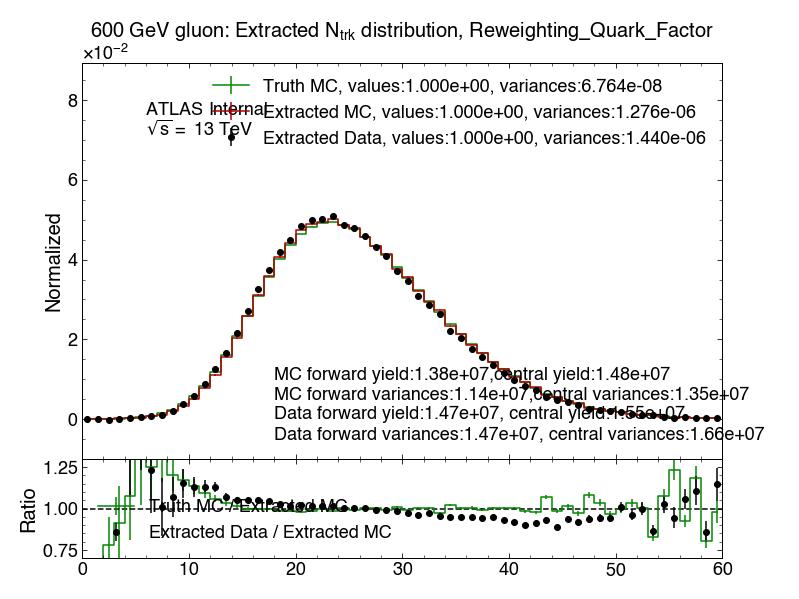 600 GeV gluon: Extracted N_trk distribution, Reweighting_Quark_Factor
×10⁻²
Truth MC, values:1.000e+00, variances:6.764e-08
ATLAS Internal
Extracted MC, values:1.000e+00, variances:1.276e-06
√s = 13 TeV
Extracted Data, values:1.000e+00, variances:1.440e-06
8
6
4
2
0
Normalized
MC forward yield:1.38e+07,central yield:1.48e+07
MC forward variances:1.14e+07,central variances:1.35e+07
Data forward yield:1.47e+07, central yield:1.55e+07
Data forward variances:1.47e+07, central variances:1.66e+07
1.25
1.00
0.75
Ratio
Truth MC / Extracted MC
Extracted Data / Extracted MC
0 10 20 30 40 50 60